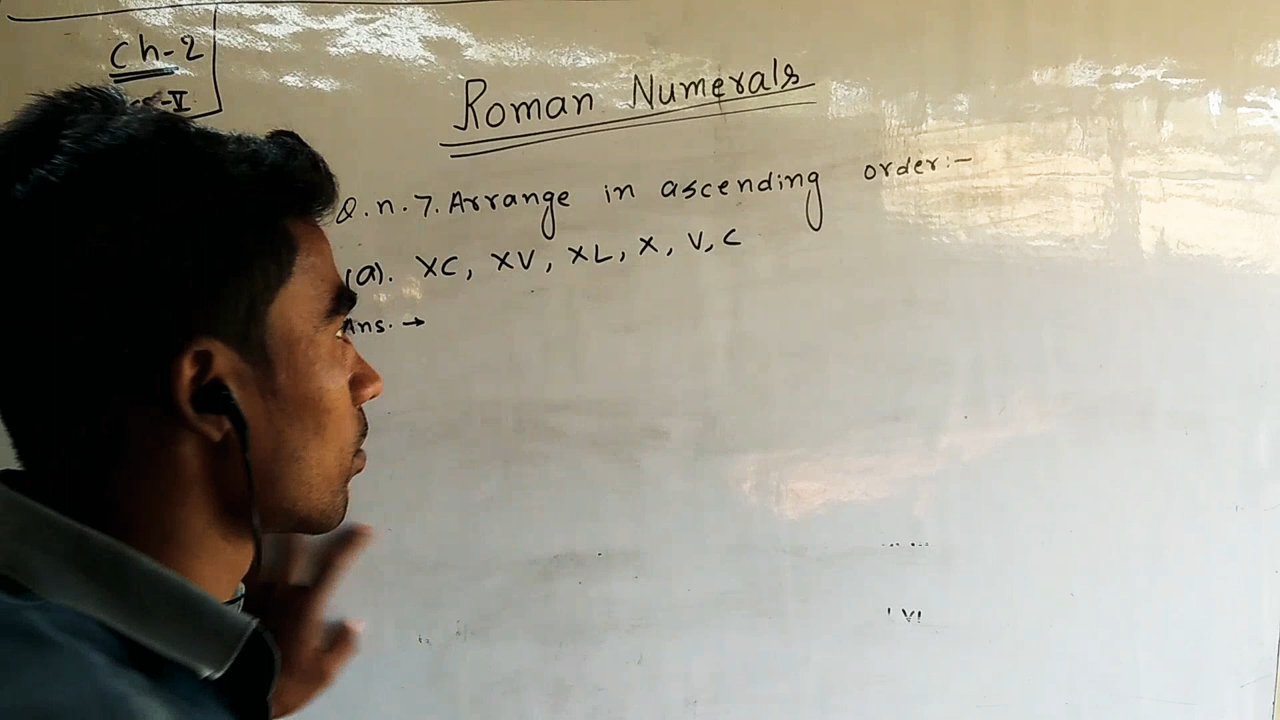 Ch-2
-V
Roman Numerals
Q.n.7. Arrange in ascending order:-
(a). XC, XV, XL, X, V, C
Ans. →